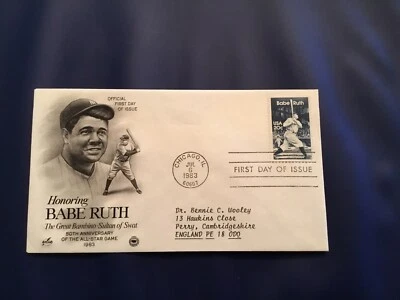 OFFICIAL
FIRST DAY
OF ISSUE
Honoring
BABE RUTH
The Great Bambino/Sultan of Swat
50TH ANNIVERSARY
OF THE ALL-STAR GAME
1983
CHICAGO, IL
JUL
6
1983
60607
Babe Ruth
USA
20c
FIRST DAY OF ISSUE
Dr. Bennie C. Wooley
13 Hawkins Close
Perry, Cambridgeshire
ENGLAND PE 18 0DO